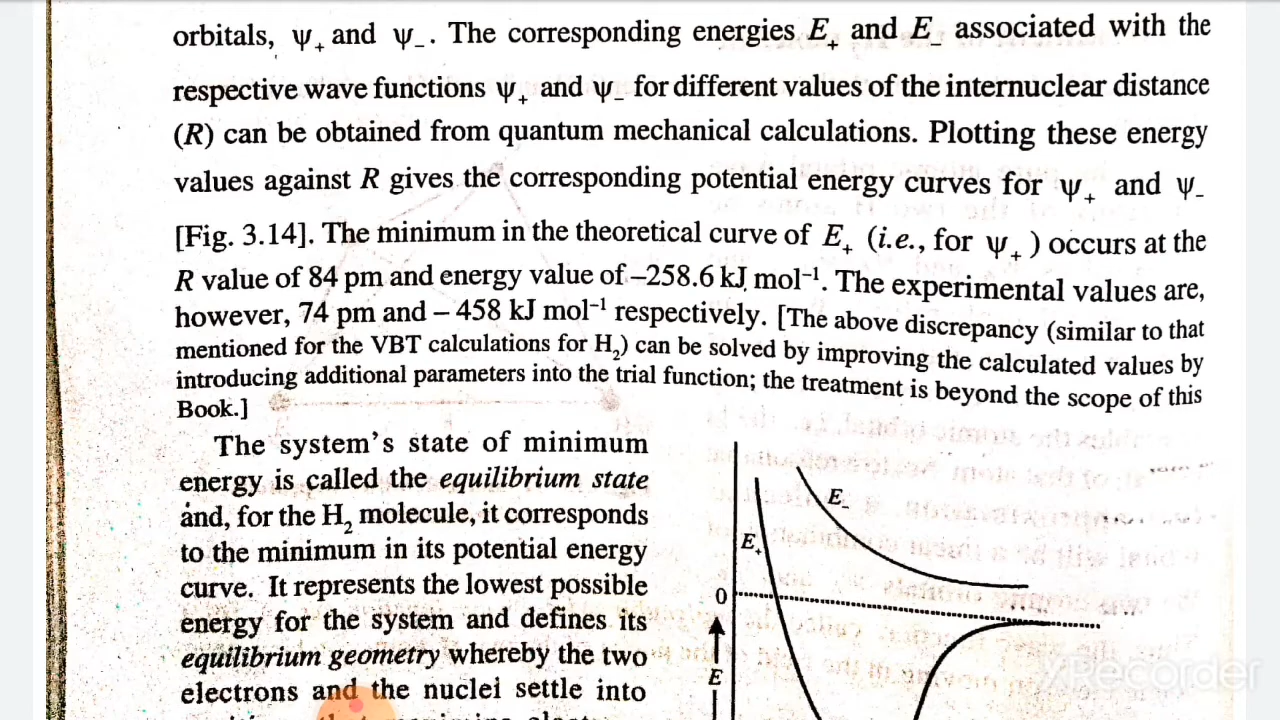 orbitals, ψ₊ and ψ₋. The corresponding energies E₊ and E₋ associated with the
respective wave functions ψ₊ and ψ₋ for different values of the internuclear distance
(R) can be obtained from quantum mechanical calculations. Plotting these energy
values against R gives the corresponding potential energy curves for ψ₊ and ψ₋
[Fig. 3.14]. The minimum in the theoretical curve of E₊ (i.e., for ψ₊) occurs at the
R value of 84 pm and energy value of –258.6 kJ mol⁻¹. The experimental values are,
however, 74 pm and – 458 kJ mol⁻¹ respectively. [The above discrepancy (similar to that
mentioned for the VBT calculations for H₂) can be solved by improving the calculated values by
introducing additional parameters into the trial function; the treatment is beyond the scope of this
Book.]
The system's state of minimum
energy is called the equilibrium state
and, for the H₂ molecule, it corresponds
to the minimum in its potential energy
curve. It represents the lowest possible
energy for the system and defines its
equilibrium geometry whereby the two
electrons and the nuclei settle into
E₋
E₊
0
E
XRecorder